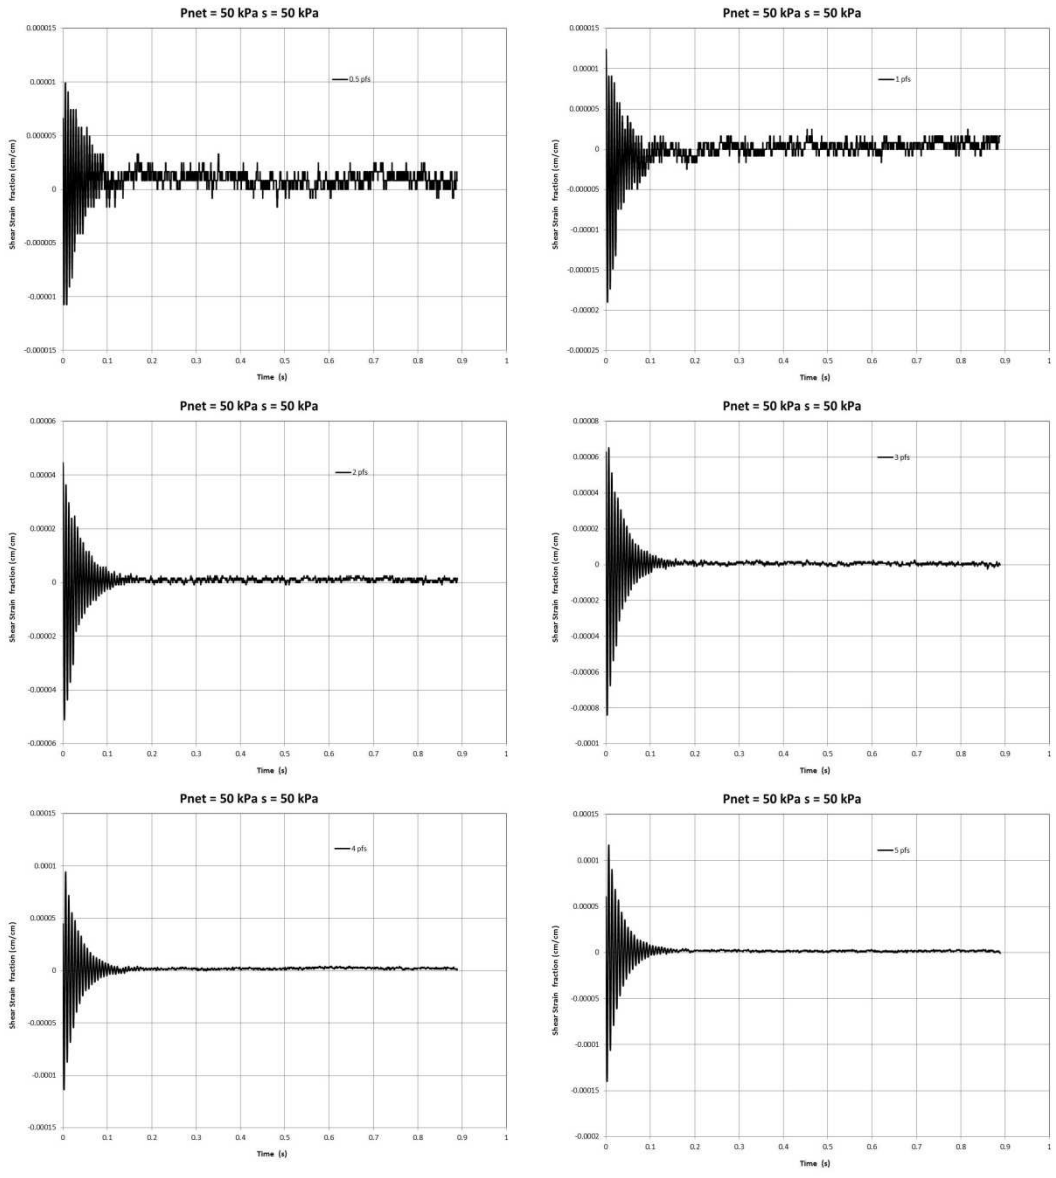 Pnet = 50 kPa s = 50 kPa
0.000015
0.00001
0.000005
0
-0.000005
-0.00001
-0.000015
Shear Strain fraction (cm/cm)
0.5 pfs
0 0.1 0.2 0.3 0.4 0.5 0.6 0.7 0.8 0.9 1
Time (s)
Pnet = 50 kPa s = 50 kPa
0.000015
0.00001
0.000005
0
-0.000005
-0.00001
-0.000015
-0.00002
-0.000025
Shear Strain fraction (cm/cm)
1 pfs
0 0.1 0.2 0.3 0.4 0.5 0.6 0.7 0.8 0.9 1
Time (s)
Pnet = 50 kPa s = 50 kPa
0.00006
0.00004
0.00002
0
-0.00002
-0.00004
-0.00006
Shear Strain fraction (cm/cm)
2 pfs
0 0.1 0.2 0.3 0.4 0.5 0.6 0.7 0.8 0.9 1
Time (s)
Pnet = 50 kPa s = 50 kPa
0.00008
0.00006
0.00004
0.00002
0
-0.00002
-0.00004
-0.00006
-0.00008
-0.0001
Shear Strain fraction (cm/cm)
3 pfs
0 0.1 0.2 0.3 0.4 0.5 0.6 0.7 0.8 0.9 1
Time (s)
Pnet = 50 kPa s = 50 kPa
0.00015
0.0001
0.00005
0
-0.00005
-0.0001
-0.00015
Shear Strain fraction (cm/cm)
4 pfs
0 0.1 0.2 0.3 0.4 0.5 0.6 0.7 0.8 0.9 1
Time (s)
Pnet = 50 kPa s = 50 kPa
0.00015
0.0001
0.00005
0
-0.00005
-0.0001
-0.00015
-0.0002
Shear Strain fraction (cm/cm)
5 pfs
0 0.1 0.2 0.3 0.4 0.5 0.6 0.7 0.8 0.9 1
Time (s)